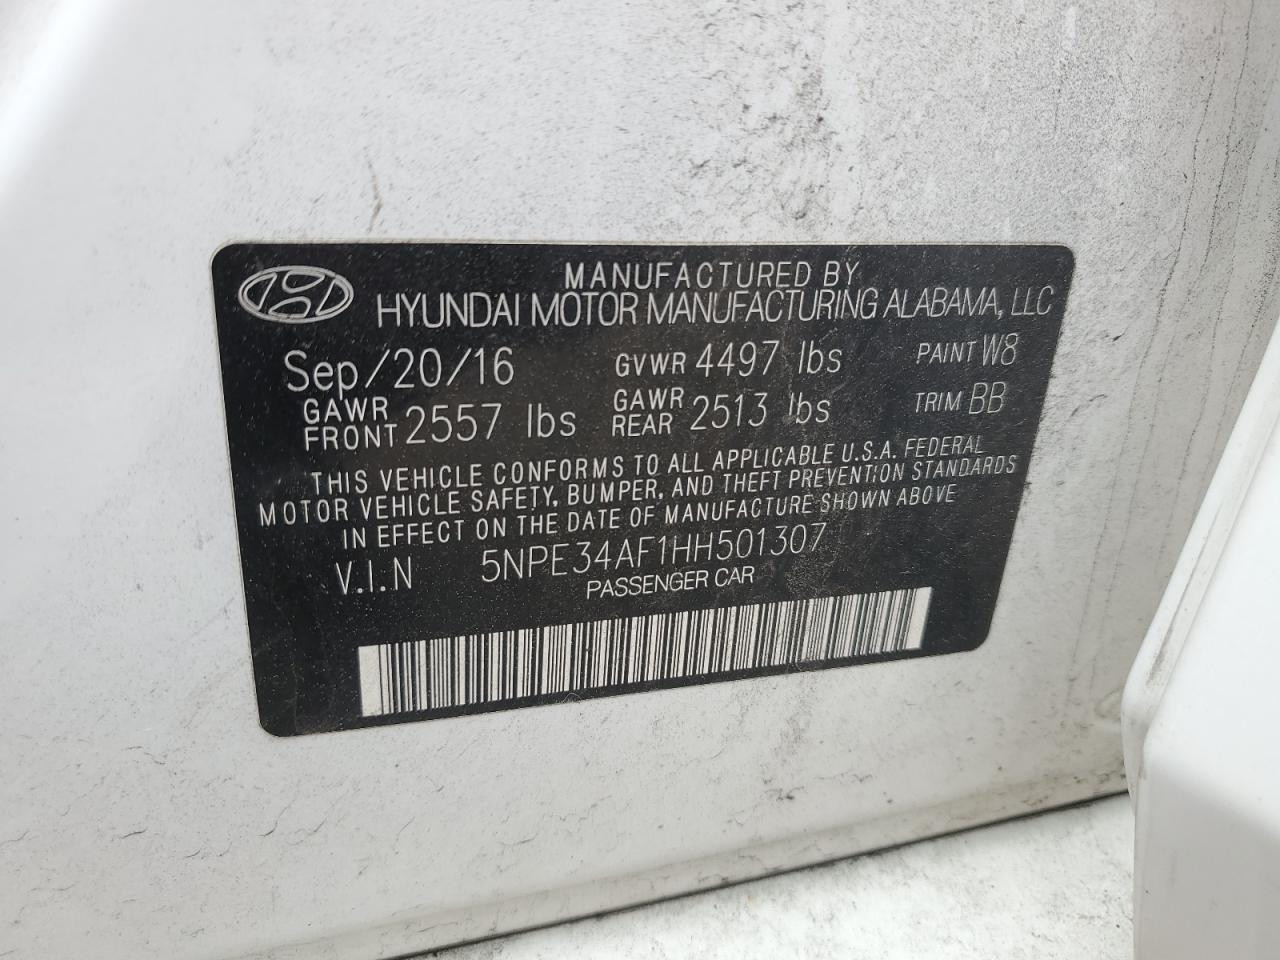 MANUFACTURED BY
HYUNDAI MOTOR MANUFACTURING ALABAMA, LLC
Sep/20/16 GVWR 4497 lbs PAINT W8
GAWR FRONT 2557 lbs GAWR REAR 2513 lbs TRIM BB
THIS VEHICLE CONFORMS TO ALL APPLICABLE U.S.A. FEDERAL
MOTOR VEHICLE SAFETY, BUMPER, AND THEFT PREVENTION STANDARDS
IN EFFECT ON THE DATE OF MANUFACTURE SHOWN ABOVE
V.I.N 5NPE34AF1HH501307
PASSENGER CAR